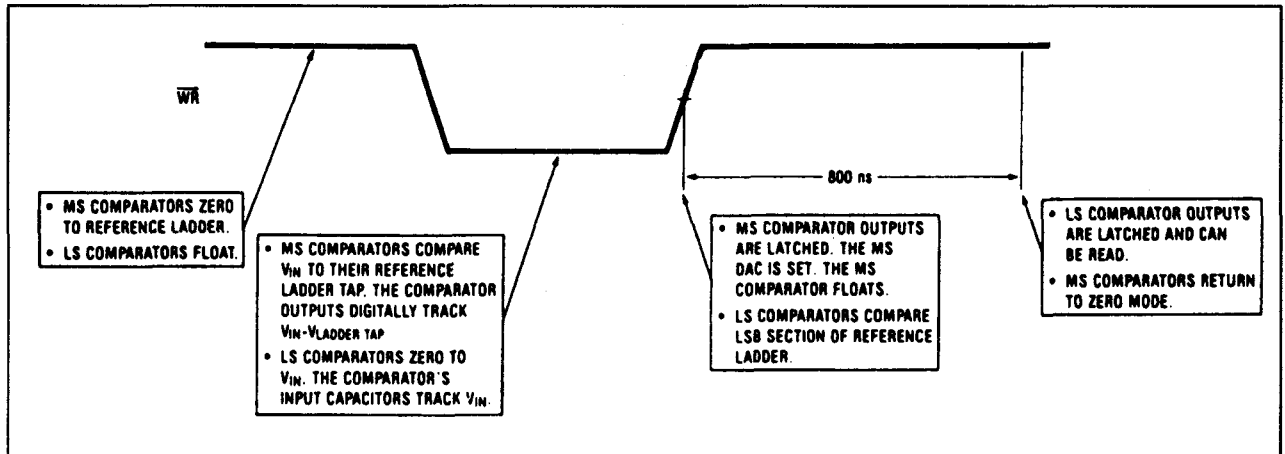 WR
800 ns
• MS COMPARATORS ZERO
TO REFERENCE LADDER.
• LS COMPARATORS FLOAT.
• MS COMPARATORS COMPARE
VIN TO THEIR REFERENCE
LADDER TAP. THE COMPARATOR
OUTPUTS DIGITALLY TRACK
VIN-VLADDER TAP
• LS COMPARATORS ZERO TO
VIN. THE COMPARATOR'S
INPUT CAPACITORS TRACK VIN.
• MS COMPARATOR OUTPUTS
ARE LATCHED. THE MS
DAC IS SET. THE MS
COMPARATOR FLOATS.
• LS COMPARATORS COMPARE
LSB SECTION OF REFERENCE
LADDER.
• LS COMPARATOR OUTPUTS
ARE LATCHED AND CAN
BE READ.
• MS COMPARATORS RETURN
TO ZERO MODE.